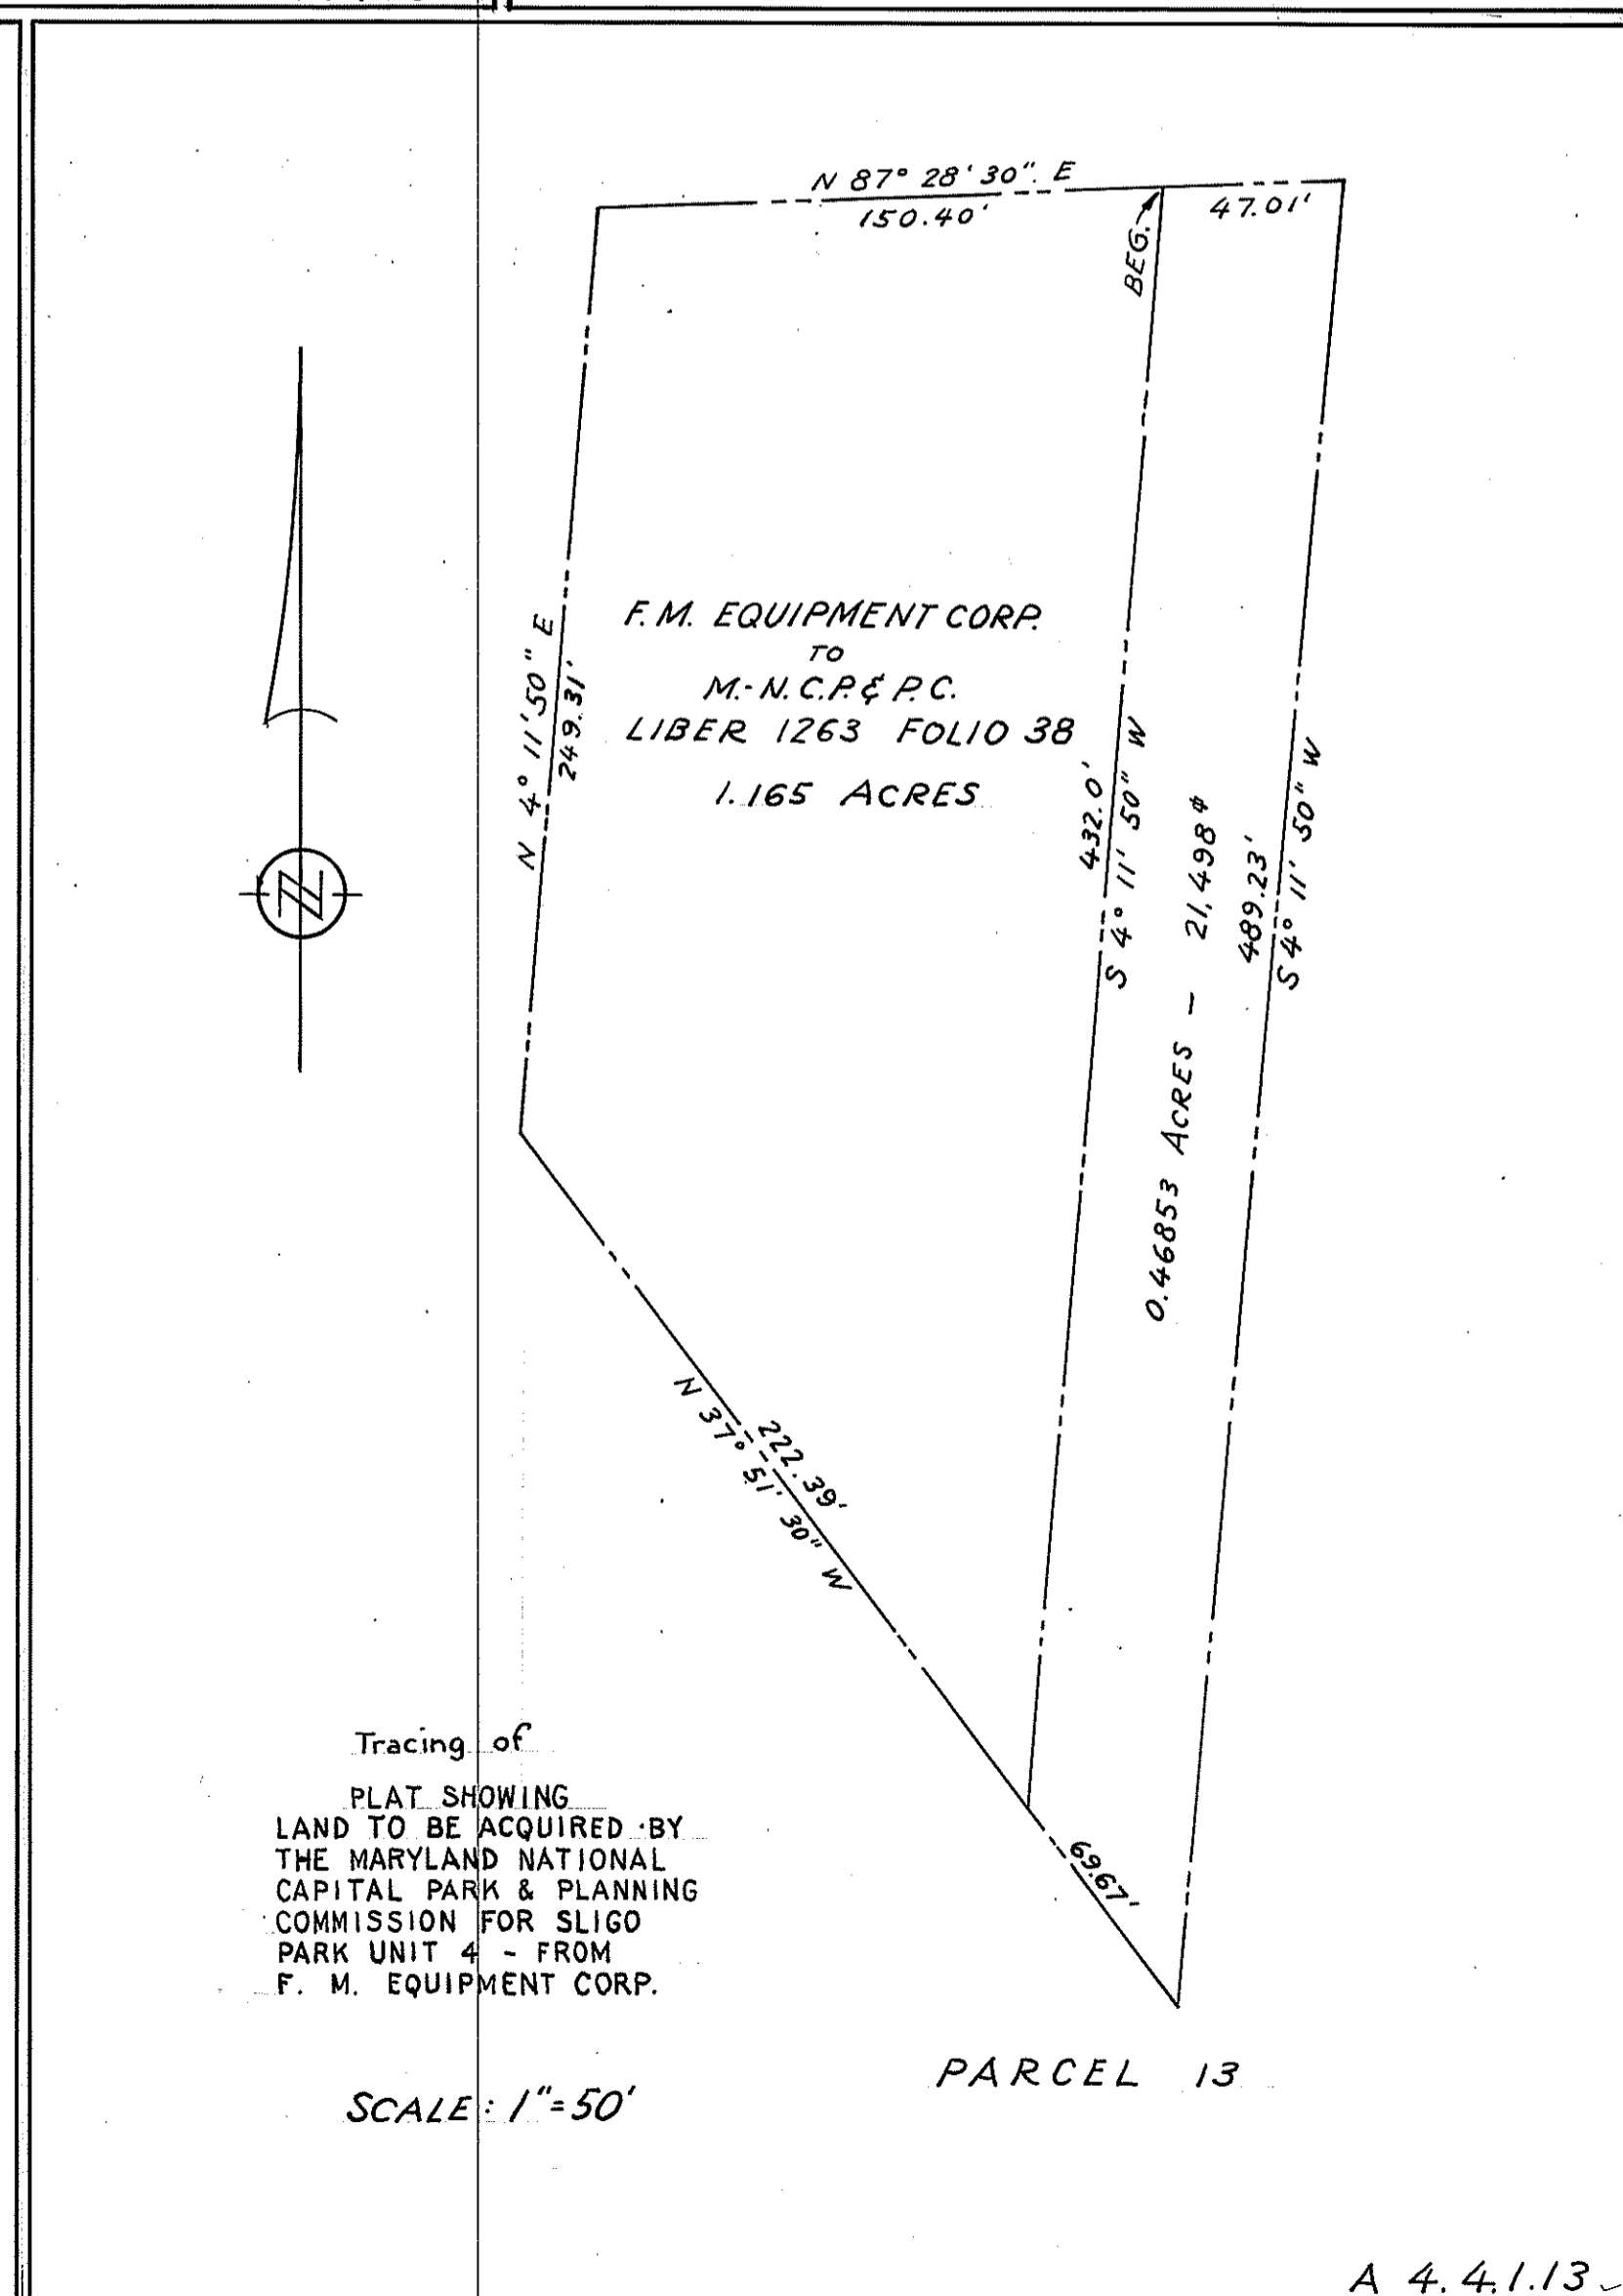 N 87° 28' 30" E
150.40'
47.01'
BEG.
N 4° 11' 50" E
249.31'
F.M. EQUIPMENT CORP.
TO
M.-N.C.P. & P.C.
LIBER 1263 FOLIO 38
1.165 ACRES
432.0'
S 4° 11' 50" W
0.46853 ACRES - 21,498
489.23'
S 4° 11' 50" W
N
222.39'
N 37° 51' 30" W
69.67'
Tracing of
PLAT SHOWING
LAND TO BE ACQUIRED BY
THE MARYLAND NATIONAL
CAPITAL PARK & PLANNING
COMMISSION FOR SLIGO
PARK UNIT 4 - FROM
F. M. EQUIPMENT CORP.
SCALE: 1"=50'
PARCEL 13
A 4.4.1.13